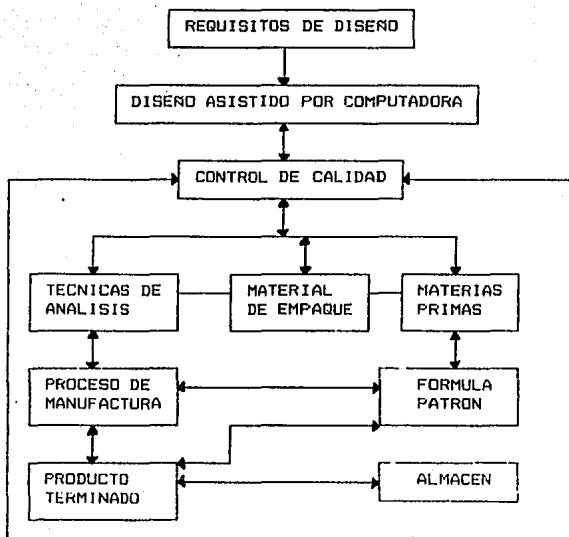 REQUISITOS DE DISEÑO
DISEÑO ASISTIDO POR COMPUTADORA
CONTROL DE CALIDAD
TECNICAS DE
ANALISIS
MATERIAL
DE EMPAQUE
MATERIAS
PRIMAS
PROCESO DE
MANUFACTURA
FORMULA
PATRON
PRODUCTO
TERMINADO
ALMACEN